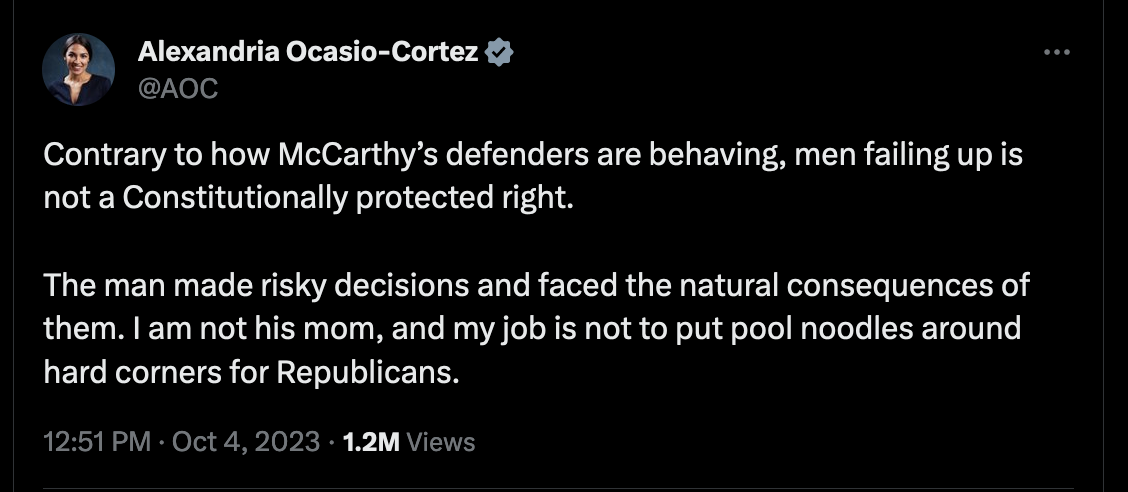 Alexandria Ocasio-Cortez
@AOC
Contrary to how McCarthy’s defenders are behaving, men failing up is
not a Constitutionally protected right.
The man made risky decisions and faced the natural consequences of
them. I am not his mom, and my job is not to put pool noodles around
hard corners for Republicans.
12:51 PM · Oct 4, 2023 · 1.2M Views